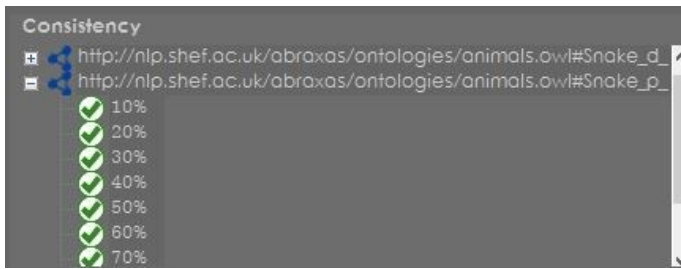 Consistency
http://nlp.shef.ac.uk/abraxas/ontologies/animals.owl#Snake_d_
http://nlp.shef.ac.uk/abraxas/ontologies/animals.owl#Snake_p_
10%
20%
30%
40%
50%
60%
70%